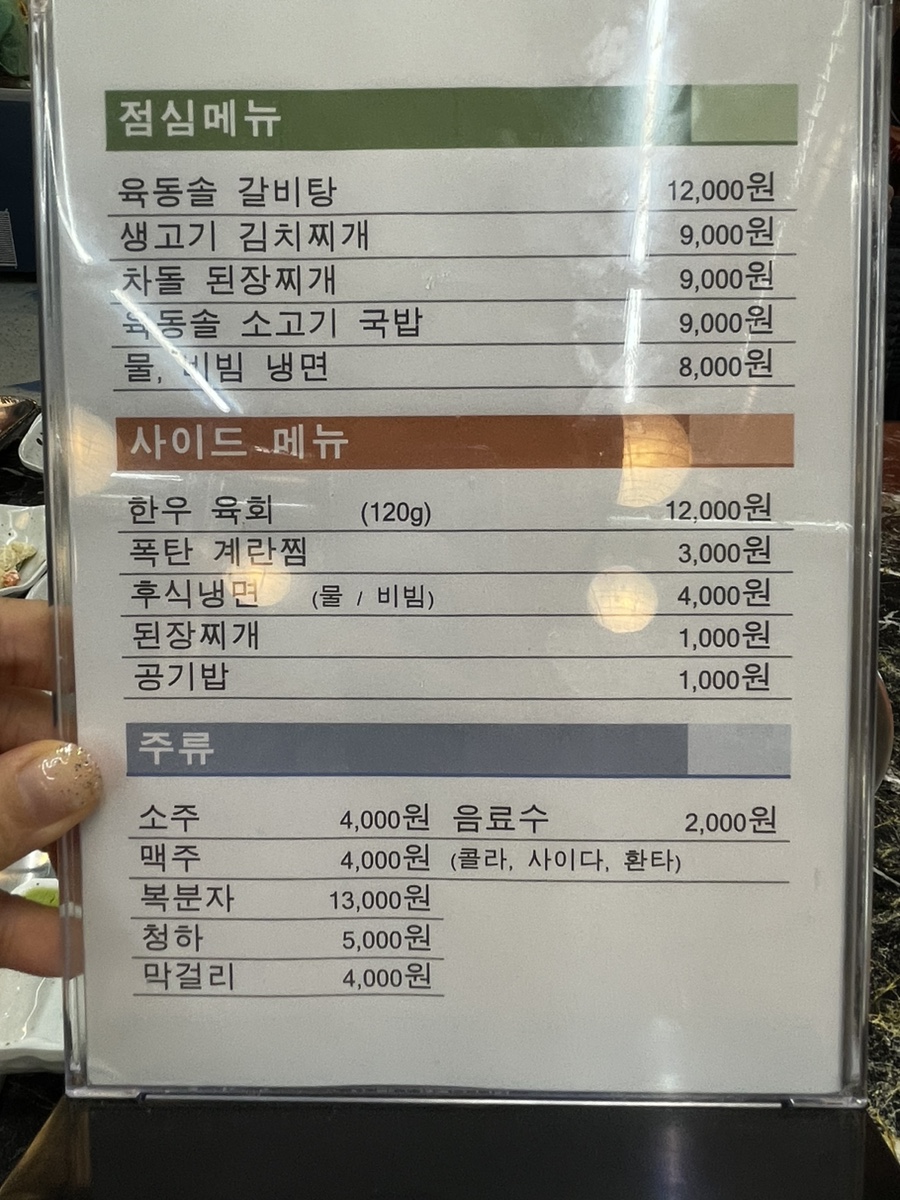 점심메뉴
육동솔 갈비탕 12,000원
생고기 김치찌개 9,000원
차돌 된장찌개 9,000원
육동솔 소고기 국밥 9,000원
물, 비빔 냉면 8,000원
사이드 메뉴
한우 육회 (120g) 12,000원
폭탄 계란찜 3,000원
후식냉면 (물 / 비빔) 4,000원
된장찌개 1,000원
공기밥 1,000원
주류
소주 4,000원 음료수 2,000원
맥주 4,000원 (콜라, 사이다, 환타)
복분자 13,000원
청하 5,000원
막걸리 4,000원